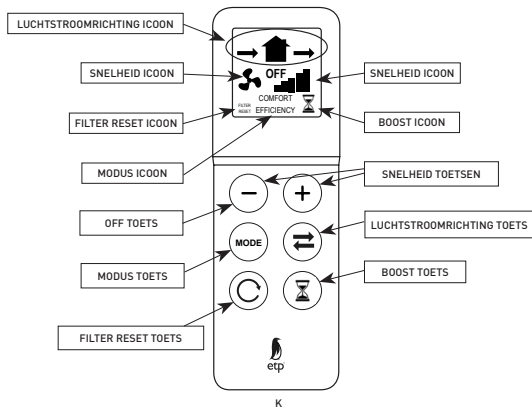 LUCHTSTROOMRICHTING ICOON
SNELHEID ICOON
OFF
SNELHEID ICOON
COMFORT
FILTER RESET ICOON
FILTER
RESET
EFFICIENCY
BOOST ICOON
MODUS ICOON
SNELHEID TOETSEN
OFF TOETS
LUCHTSTROOMRICHTING TOETS
MODE
MODUS TOETS
BOOST TOETS
FILTER RESET TOETS
etp
K